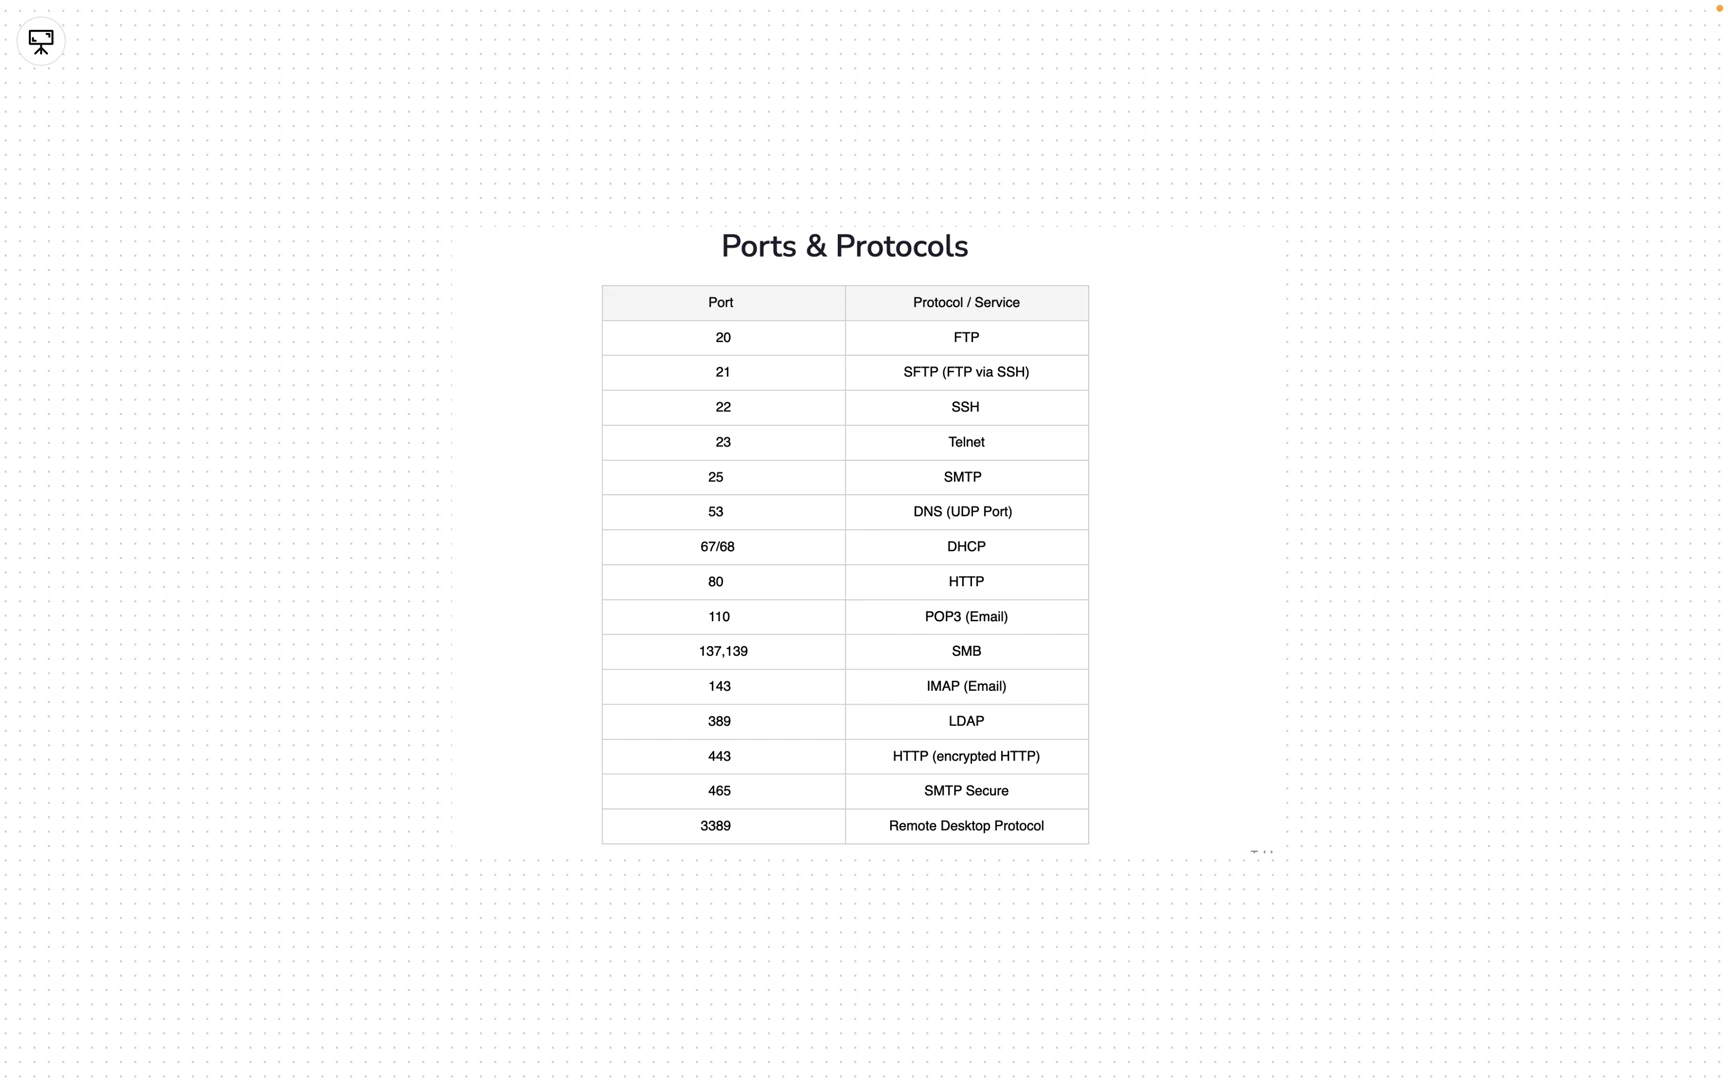 Ports & Protocols
Port Protocol / Service
20 FTP
21 SFTP (FTP via SSH)
22 SSH
23 Telnet
25 SMTP
53 DNS (UDP Port)
67/68 DHCP
80 HTTP
110 POP3 (Email)
137,139 SMB
143 IMAP (Email)
389 LDAP
443 HTTP (encrypted HTTP)
465 SMTP Secure
3389 Remote Desktop Protocol